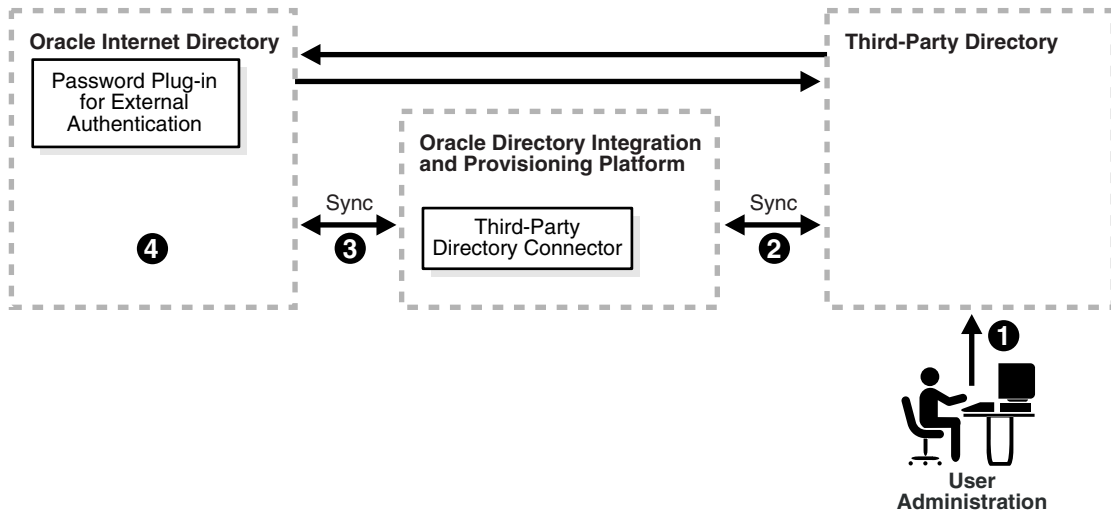 Oracle Internet Directory
Password Plug-in
for External
Authentication
4
Sync
3
Oracle Directory Integration
and Provisioning Platform
Third-Party
Directory Connector
Sync
2
Third-Party Directory
1
User
Administration